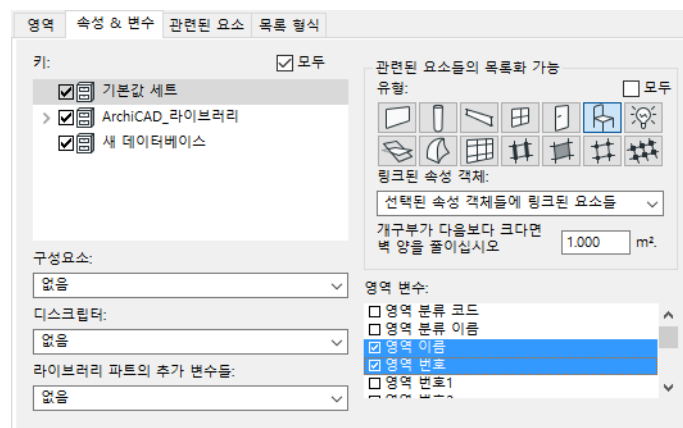 영역 속성 & 변수 관련된 요소 목록 형식
키: 모두
기본값 세트
ArchiCAD_라이브러리
새 데이터베이스
구성요소:
없음
디스크립터:
없음
라이브러리 파트의 추가 변수들:
없음
관련된 요소들의 목록화 가능
유형: 모두
링크된 속성 객체:
선택된 속성 객체들에 링크된 요소들
개구부가 다음보다 크다면
벽 양을 풀이십시오 1.000 m².
영역 변수:
영역 분류 코드
영역 분류 이름
영역 이름
영역 번호
영역 번호1